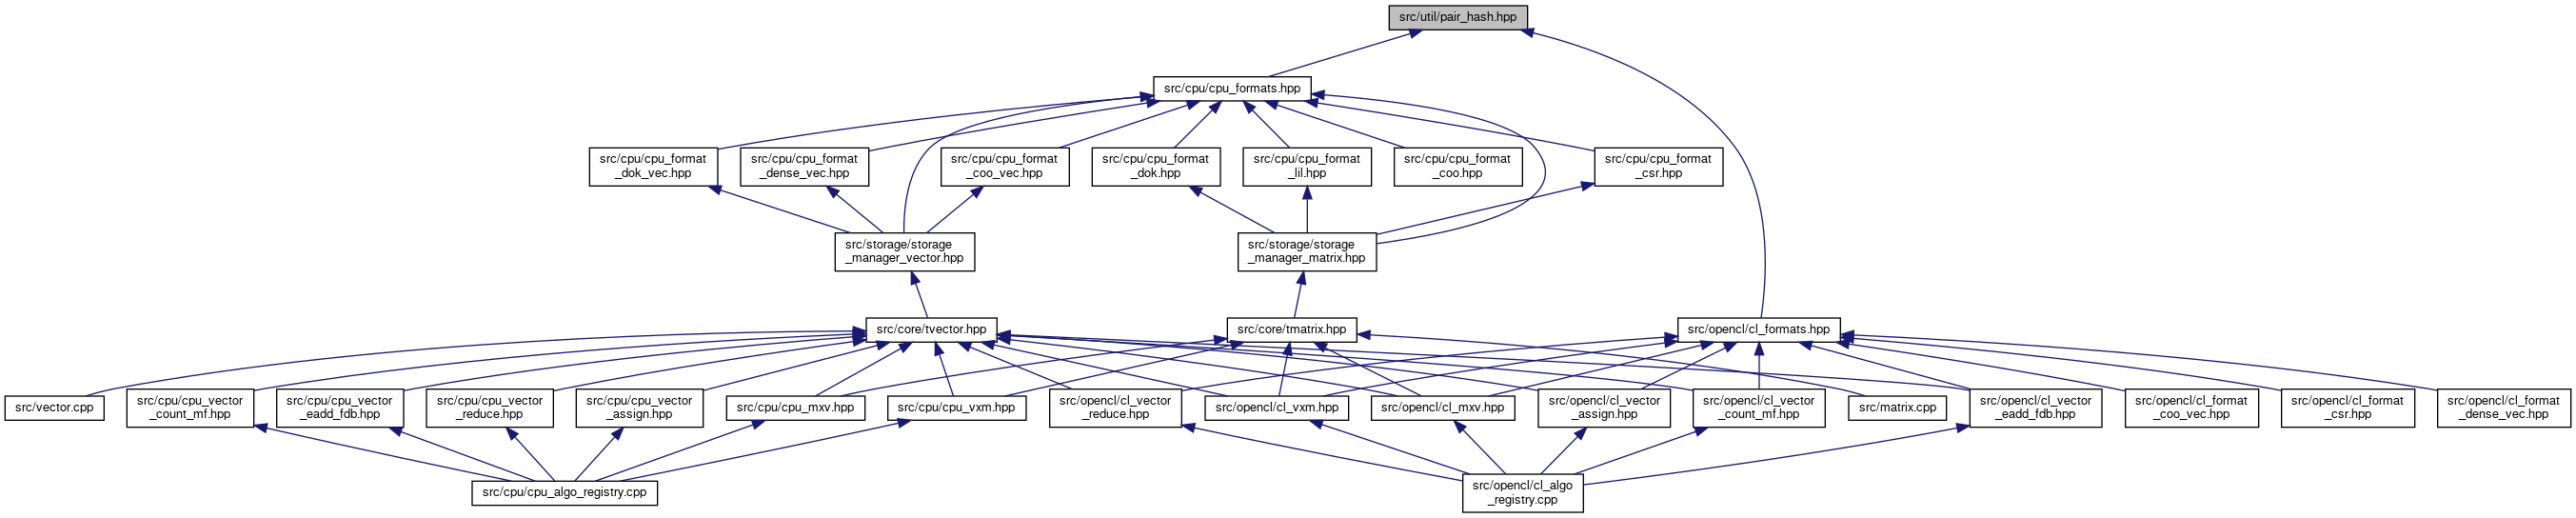 src/util/pair_hash.hpp
src/cpu/cpu_formats.hpp
src/cpu/cpu_format
_dok_vec.hpp
src/cpu/cpu_format
_dense_vec.hpp
src/cpu/cpu_format
_coo_vec.hpp
src/cpu/cpu_format
_dok.hpp
src/cpu/cpu_format
_lil.hpp
src/cpu/cpu_format
_coo.hpp
src/cpu/cpu_format
_csr.hpp
src/storage/storage
_manager_vector.hpp
src/storage/storage
_manager_matrix.hpp
src/core/tvector.hpp
src/core/tmatrix.hpp
src/opencl/cl_formats.hpp
src/vector.cpp
src/cpu/cpu_vector
_count_mf.hpp
src/cpu/cpu_vector
_eadd_fdb.hpp
src/cpu/cpu_vector
_reduce.hpp
src/cpu/cpu_vector
_assign.hpp
src/cpu/cpu_mxv.hpp
src/cpu/cpu_vxm.hpp
src/opencl/cl_vector
_reduce.hpp
src/opencl/cl_vxm.hpp
src/opencl/cl_mxv.hpp
src/opencl/cl_vector
_assign.hpp
src/opencl/cl_vector
_count_mf.hpp
src/matrix.cpp
src/opencl/cl_vector
_eadd_fdb.hpp
src/opencl/cl_format
_coo_vec.hpp
src/opencl/cl_format
_csr.hpp
src/opencl/cl_format
_dense_vec.hpp
src/cpu/cpu_algo_registry.cpp
src/opencl/cl_algo
_registry.cpp